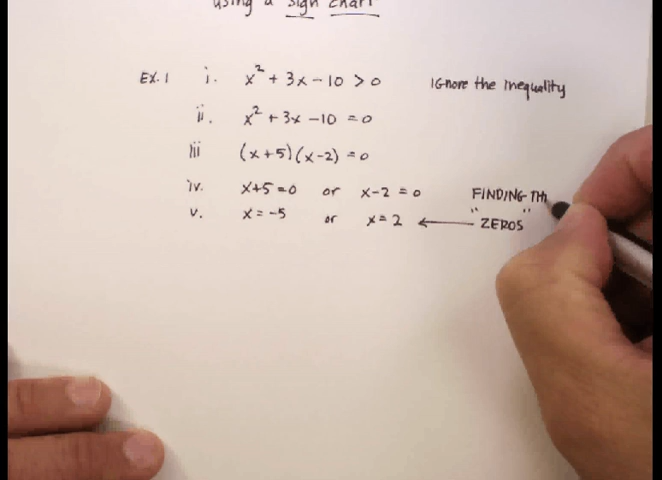 using a sign chart
Ex. 1 i. x² + 3x - 10 > 0 Ignore the inequality
ii. x² + 3x - 10 = 0
iii (x+5)(x-2) = 0
iv. x+5=0 or x-2 = 0 FINDING TH
v. x = -5 or x = 2 ← "ZEROS"